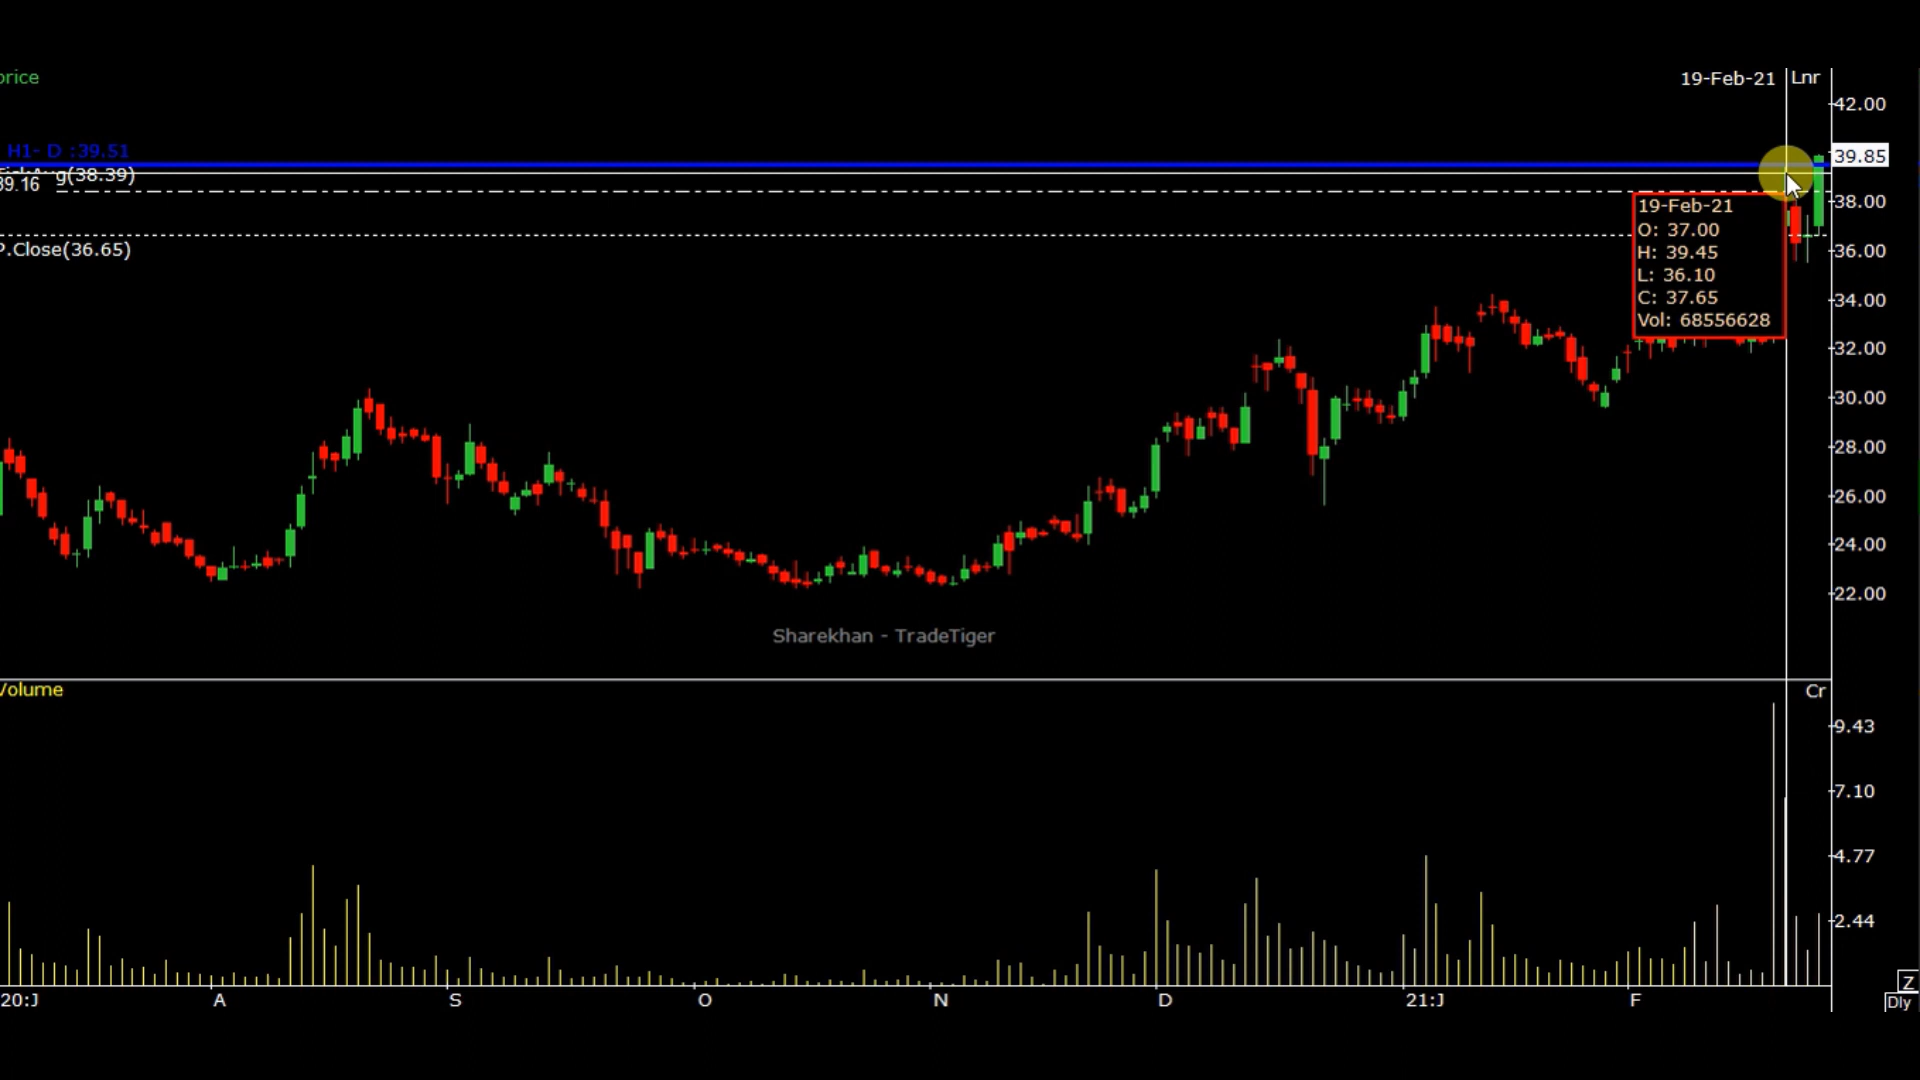 price
19-Feb-21
Lnr
42.00
H1- D :39.51
39.85
g(38.39)
39.16
38.00
P.Close(36.65)
36.00
19-Feb-21
O: 37.00
H: 39.45
L: 36.10
C: 37.65
Vol: 68556628
34.00
32.00
30.00
28.00
26.00
24.00
22.00
Sharekhan - TradeTiger
Volume
Cr
9.43
7.10
4.77
2.44
Z
20:J A S O N D 21:J F
Dly